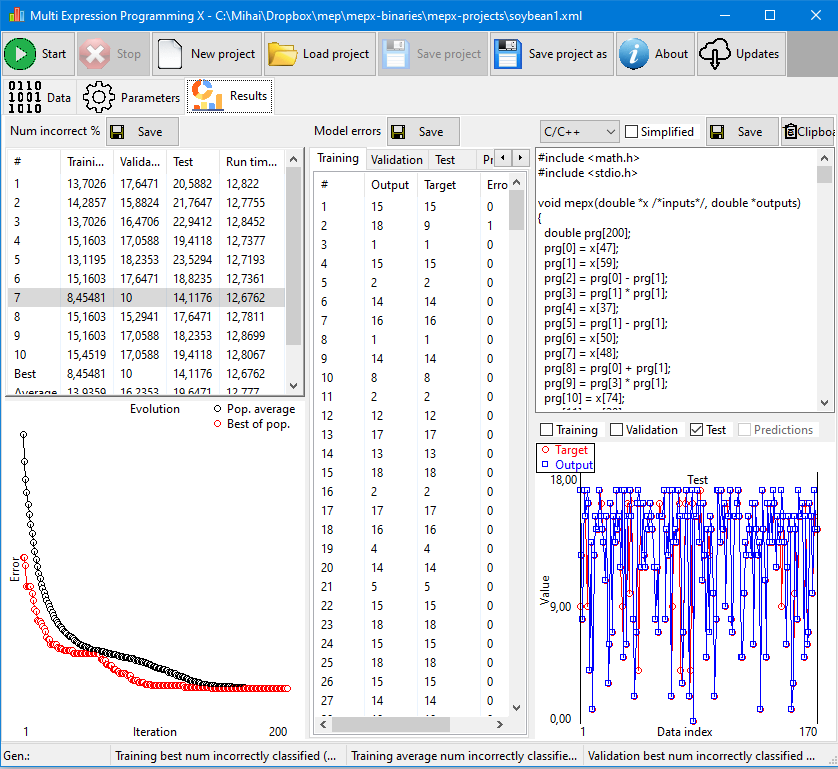 Multi Expression Programming X - C:\Mihai\Dropbox\mep\mepx-binaries\mepx-projects\soybean1.xml
Start Stop New project Load project Save project Save project as About Updates
0110 1001 1010 Data Parameters Results
Num incorrect % Save
# Traini... Valida... Test Run tim...
1 13,7026 17,6471 20,5882 12,822
2 14,2857 15,8824 21,7647 12,7755
3 13,7026 16,4706 22,9412 12,8452
4 15,1603 17,0588 19,4118 12,7377
5 13,1195 18,2353 23,5294 12,7193
6 15,1603 17,6471 18,8235 12,7361
7 8,45481 10 14,1176 12,6762
8 15,1603 15,2941 17,6471 12,7811
9 15,1603 17,0588 18,2353 12,8699
10 15,4519 17,0588 19,4118 12,8067
Best 8,45481 10 14,1176 12,6762
Average 13,9359 16,2353 19,6471 12,777
Evolution
Pop. average
Best of pop.
Error
1 Iteration 200
Model errors Save
Training Validation Test Pr
# Output Target Erro
1 15 15 0
2 18 9 1
3 1 1 0
4 15 15 0
5 2 2 0
6 14 14 0
7 16 16 0
8 1 1 0
9 14 14 0
10 8 8 0
11 2 2 0
12 12 12 0
13 17 17 0
14 13 13 0
15 18 18 0
16 2 2 0
17 17 17 0
18 16 16 0
19 4 4 0
20 14 14 0
21 5 5 0
22 15 15 0
23 18 18 0
24 15 15 0
25 18 18 0
26 15 15 0
27 14 14 0
C/C++ Simplified Save Clipboa
#include <math.h>
#include <stdio.h>
void mepx(double *x /*inputs*/, double *outputs)
{
double prg[200];
prg[0] = x[47];
prg[1] = x[59];
prg[2] = prg[0] - prg[1];
prg[3] = prg[1] * prg[1];
prg[4] = x[37];
prg[5] = prg[1] - prg[1];
prg[6] = x[50];
prg[7] = x[48];
prg[8] = prg[0] + prg[1];
prg[9] = prg[3] * prg[1];
prg[10] = x[74];
Training Validation Test Predictions
Target
Output
Test
18,00
Value
9,00
0,00
1 Data index 170
Gen.: Training best num incorrectly classified (... Training average num incorrectly classifie... Validation best num incorrectly classified ...